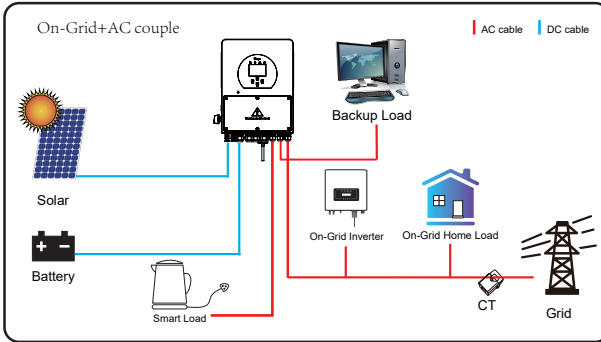 On-Grid+AC couple
AC cable
DC cable
Backup Load
Solar
On-Grid Inverter
On-Grid Home Load
Battery
Smart Load
CT
Grid